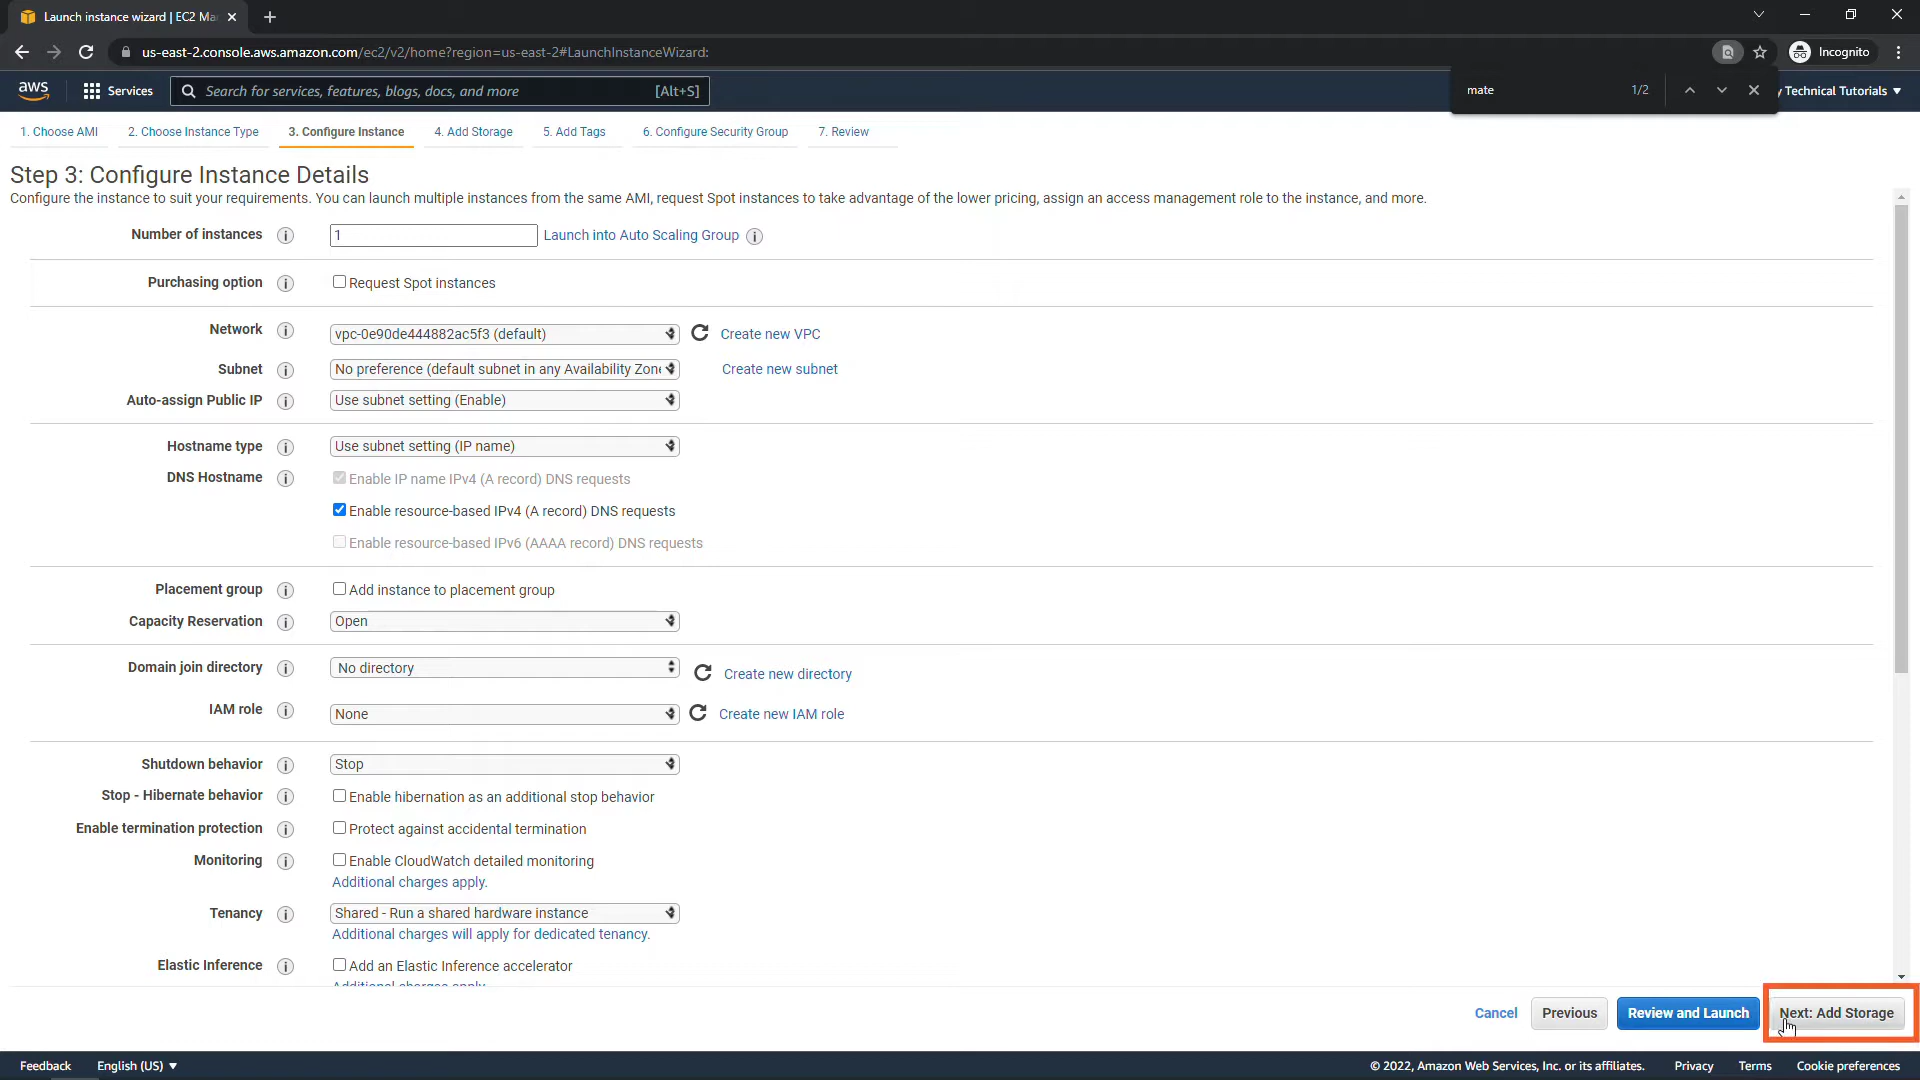 Launch instance wizard | EC2 Ma
us-east-2.console.aws.amazon.com/ec2/v2/home?region=us-east-2#LaunchInstanceWizard:
Incognito
aws
Services
Search for services, features, blogs, docs, and more
[Alt+S]
mate
1/2
Technical Tutorials
1. Choose AMI
2. Choose Instance Type
3. Configure Instance
4. Add Storage
5. Add Tags
6. Configure Security Group
7. Review
Step 3: Configure Instance Details
Configure the instance to suit your requirements. You can launch multiple instances from the same AMI, request Spot instances to take advantage of the lower pricing, assign an access management role to the instance, and more.
Number of instances
1
Launch into Auto Scaling Group
Purchasing option
Request Spot instances
Network
vpc-0e90de444882ac5f3 (default)
Create new VPC
Subnet
No preference (default subnet in any Availability Zon
Create new subnet
Auto-assign Public IP
Use subnet setting (Enable)
Hostname type
Use subnet setting (IP name)
DNS Hostname
Enable IP name IPv4 (A record) DNS requests
Enable resource-based IPv4 (A record) DNS requests
Enable resource-based IPv6 (AAAA record) DNS requests
Placement group
Add instance to placement group
Capacity Reservation
Open
Domain join directory
No directory
Create new directory
IAM role
None
Create new IAM role
Shutdown behavior
Stop
Stop - Hibernate behavior
Enable hibernation as an additional stop behavior
Enable termination protection
Protect against accidental termination
Monitoring
Enable CloudWatch detailed monitoring
Additional charges apply.
Tenancy
Shared - Run a shared hardware instance
Additional charges will apply for dedicated tenancy.
Elastic Inference
Add an Elastic Inference accelerator
Additional charges apply
Cancel
Previous
Review and Launch
Next: Add Storage
Feedback
English (US)
© 2022, Amazon Web Services, Inc. or its affiliates.
Privacy
Terms
Cookie preferences